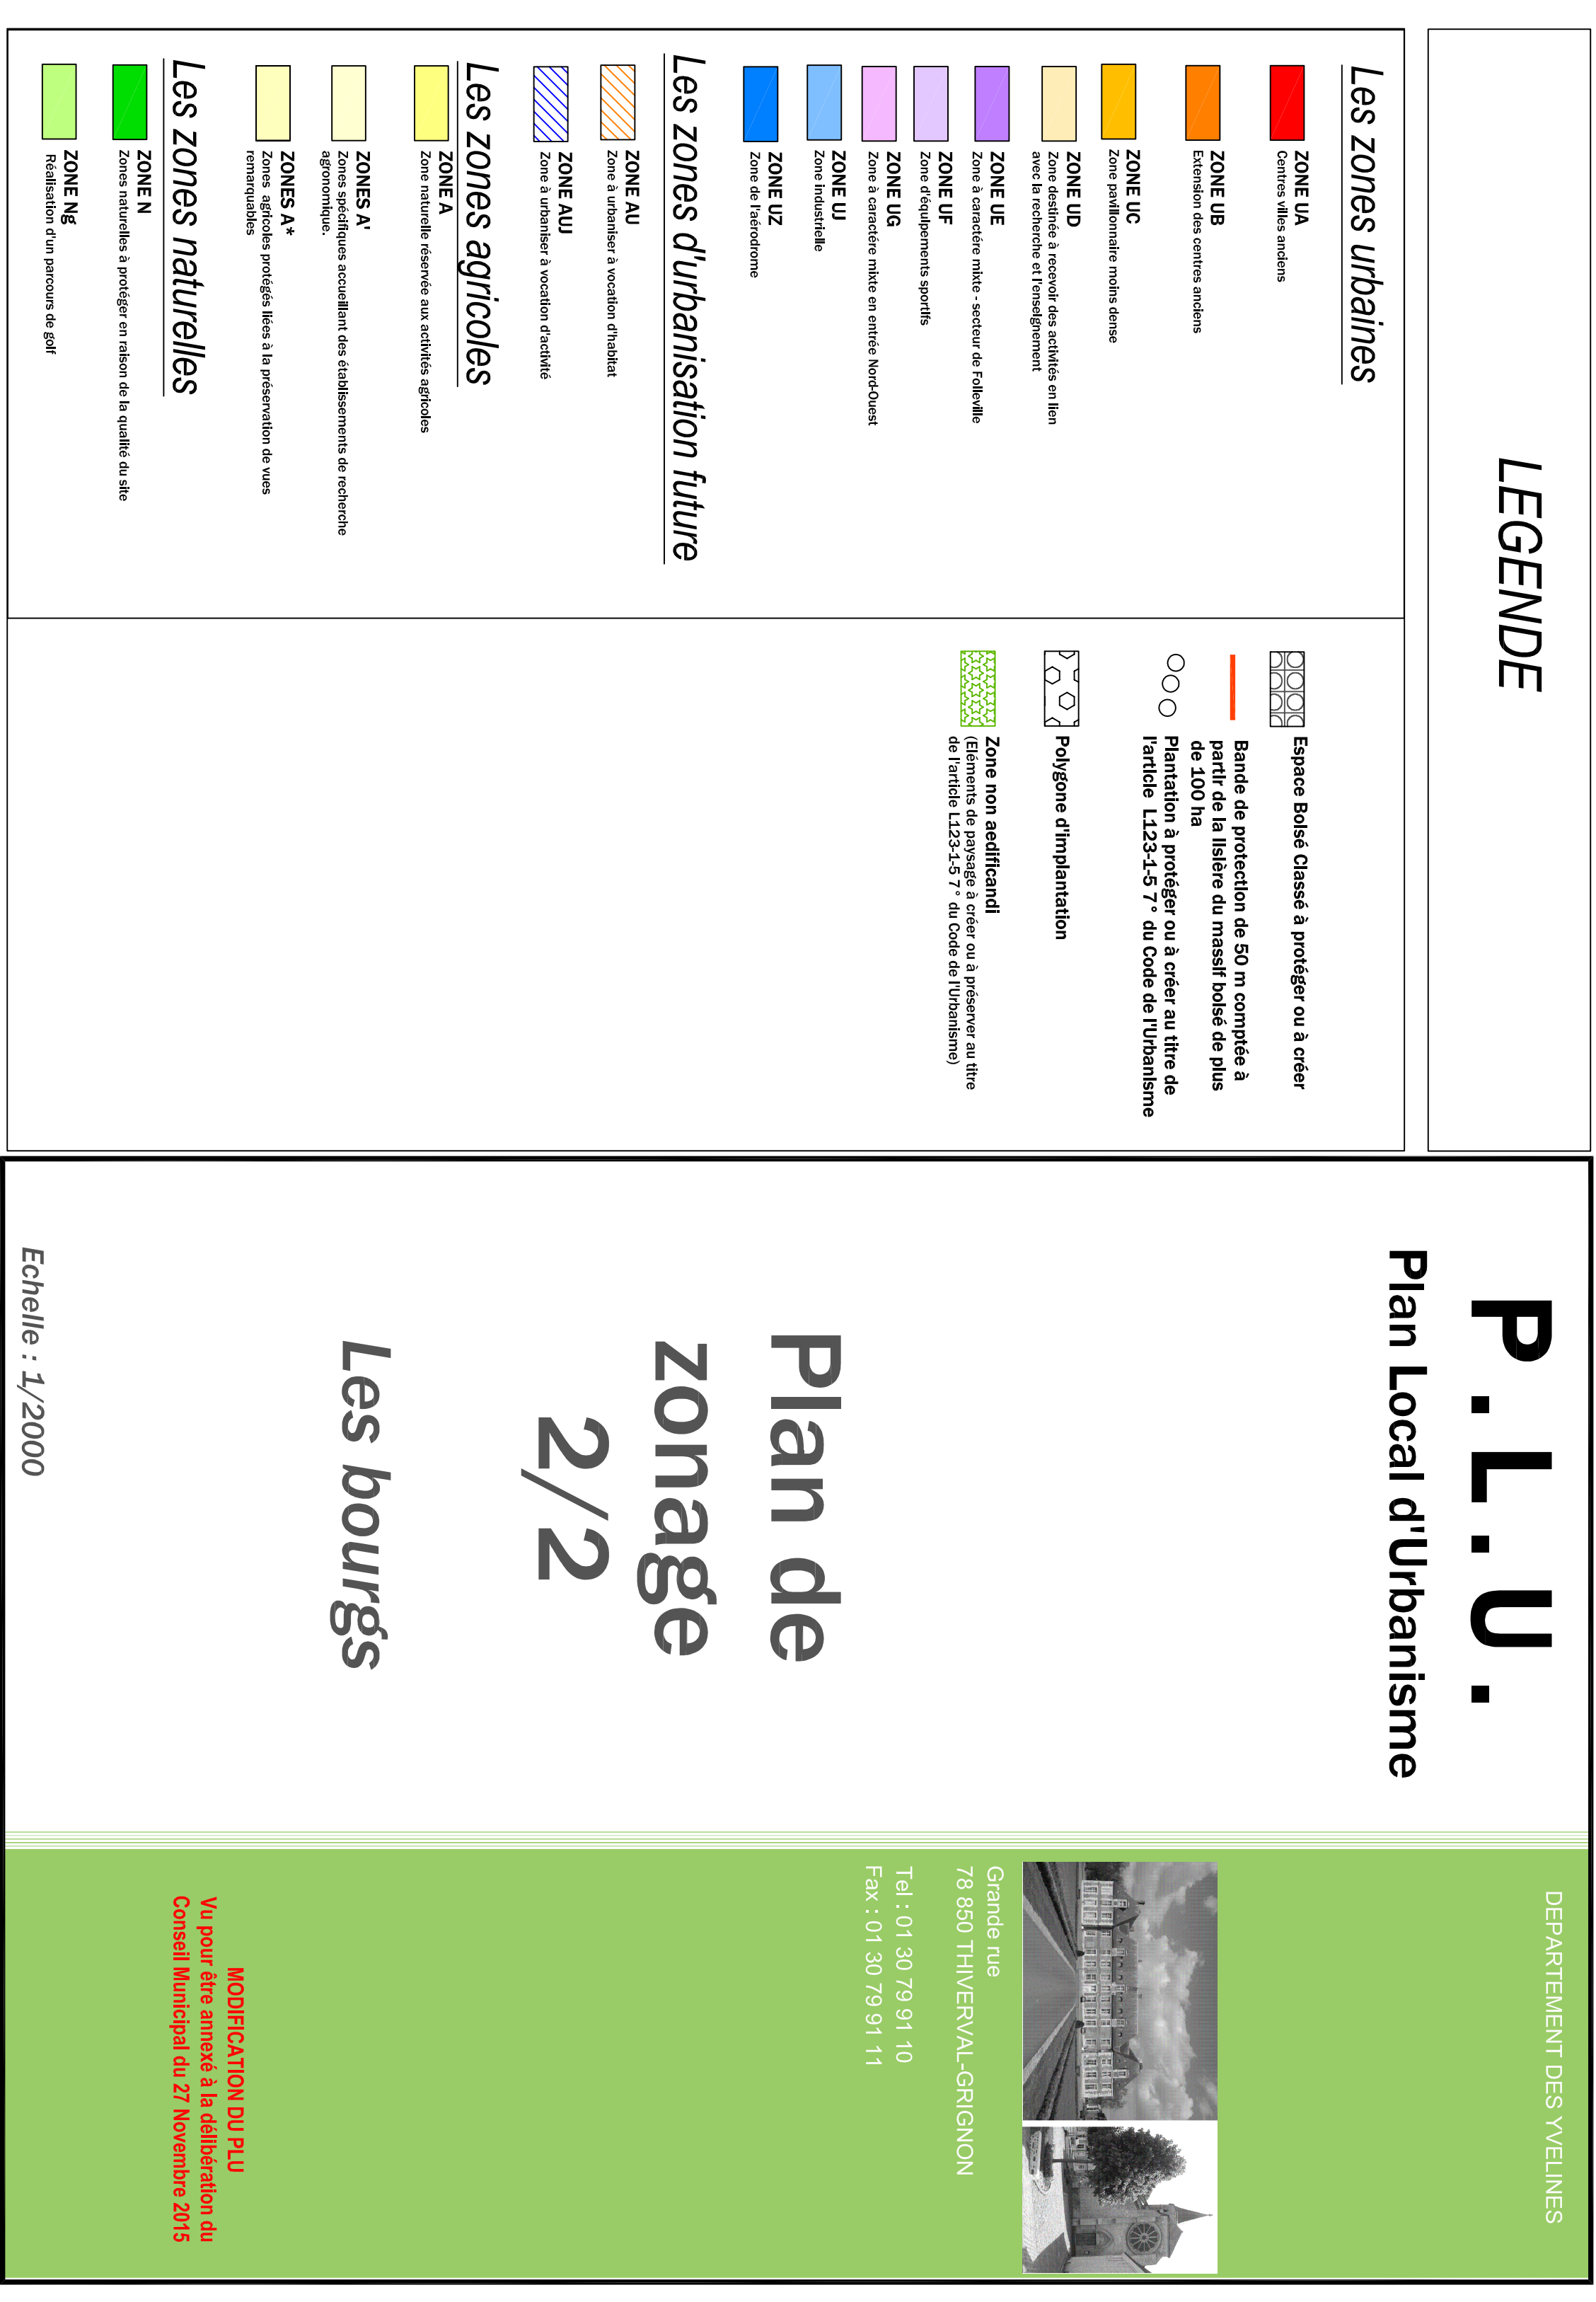 LEGENDE
Les zones urbaines
ZONE UA
Centres villes anciens
ZONE UB
Extension des centres anciens
ZONE UC
Zone pavillonnaire moins dense
ZONE UD
Zone destinée à recevoir des activités en lien
avec la recherche et l'enseignement
ZONE UE
Zone à caractére mixte - secteur de Folleville
ZONE UF
Zone d'équipements sportifs
ZONE UG
Zone à caractére mixte en entrée Nord-Ouest
ZONE UJ
Zone industrielle
ZONE UZ
Zone de l'aérodrome
Les zones d'urbanisation future
ZONE AU
Zone à urbaniser à vocation d'habitat
ZONE AUJ
Zone à urbaniser à vocation d'activité
Les zones agricoles
ZONE A
Zone naturelle réservée aux activités agricoles
ZONES A'
Zones spécifiques accueillant des établissements de recherche
agronomique.
ZONES A*
Zones agricoles protégés liées à la préservation de vues
remarquables
Les zones naturelles
ZONE N
Zones naturelles à protéger en raison de la qualité du site
ZONE Ng
Réalisation d'un parcours de golf
Espace Boisé Classé à protéger ou à créer
Bande de protection de 50 m comptée à
partir de la lisière du massif boisé de plus
de 100 ha
Plantation à protéger ou à créer au titre de
l'article L123-1-5 7° du Code de l'Urbanisme
Polygone d'implantation
Zone non aedificandi
(Eléments de paysage à créer ou à préserver au titre
de l'article L123-1-5 7° du Code de l'Urbanisme)
P.L.U.
Plan Local d'Urbanisme
Plan de
zonage
2/2
Les bourgs
Echelle : 1/2000
DEPARTEMENT DES YVELINES
Grande rue
78 850 THIVERVAL-GRIGNON
Tel : 01 30 79 91 10
Fax : 01 30 79 91 11
MODIFICATION DU PLU
Vu pour être annexé à la délibération du
Conseil Municipal du 27 Novembre 2015